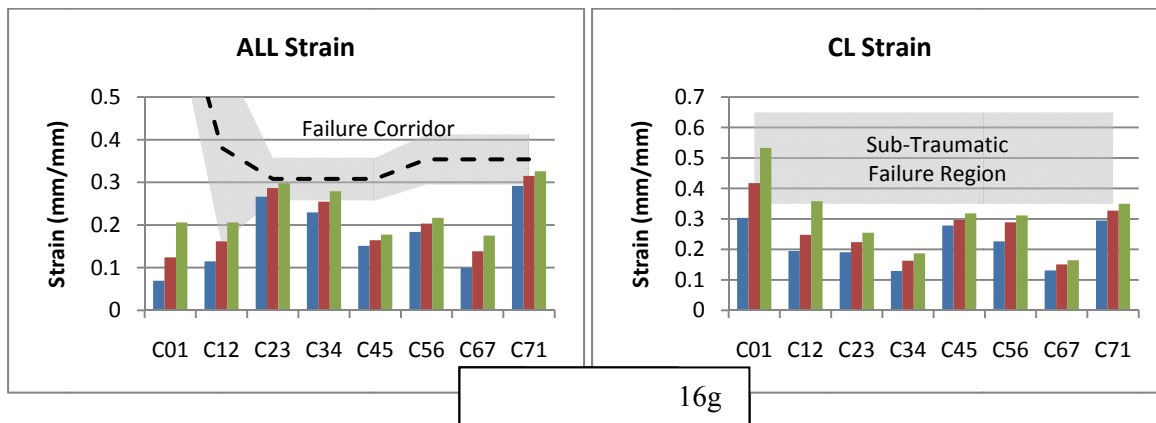 ALL Strain
Strain (mm/mm)
0.5
0.4
0.3
0.2
0.1
0
Failure Corridor
C01 C12 C23 C34 C45 C56 C67 C71
CL Strain
Strain (mm/mm)
0.7
0.6
0.5
0.4
0.3
0.2
0.1
0
Sub-Traumatic
Failure Region
C01 C12 C23 C34 C45 C56 C67 C71
16g